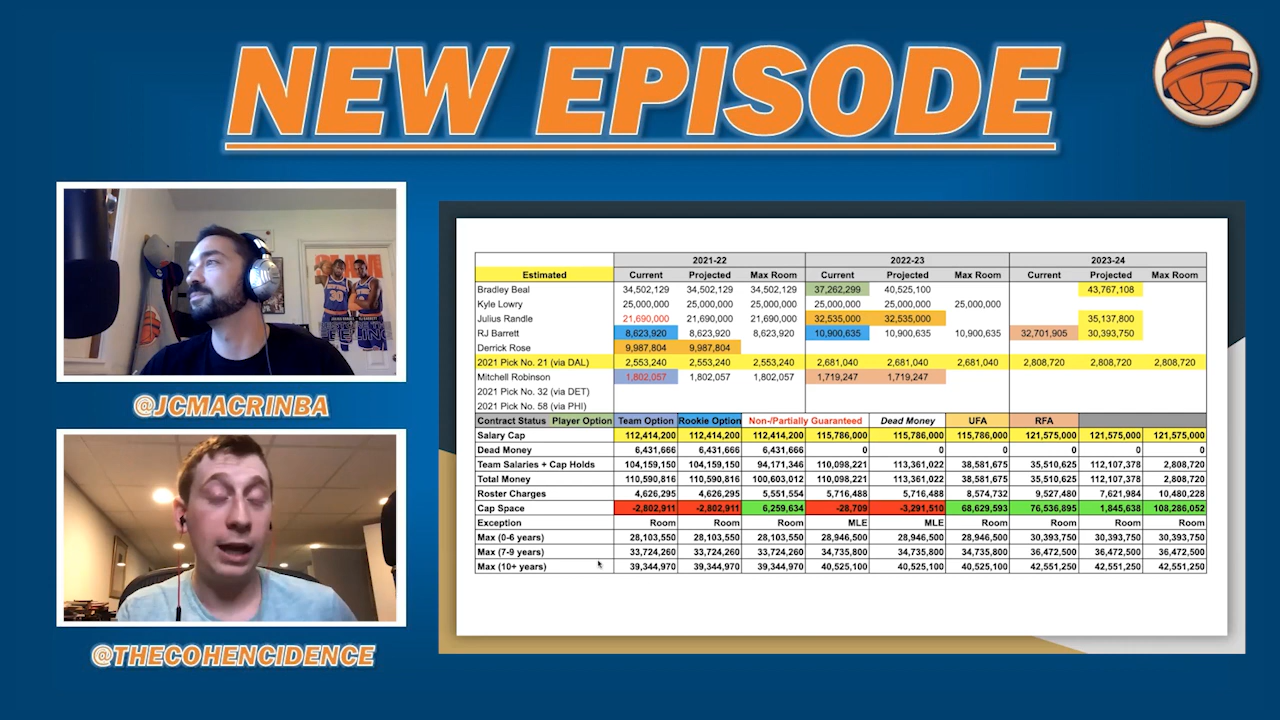 NEW EPISODE
@JCMACRINBA
@THECOHENCIDENCE
30
2021-22 2022-23 2023-24
Estimated Current Projected Max Room Current Projected Max Room Current Projected Max Room
Bradley Beal 34,502,129 34,502,129 34,502,129 37,262,299 40,525,100 43,767,108
Kyle Lowry 25,000,000 25,000,000 25,000,000 25,000,000 25,000,000 25,000,000
Julius Randle 21,690,000 21,690,000 21,690,000 32,535,000 32,535,000 35,137,800
RJ Barrett 8,623,920 8,623,920 8,623,920 10,900,635 10,900,635 10,900,635 32,701,905 30,393,750
Derrick Rose 9,987,804 9,987,804
2021 Pick No. 21 (via DAL) 2,553,240 2,553,240 2,553,240 2,681,040 2,681,040 2,681,040 2,808,720 2,808,720 2,808,720
Mitchell Robinson 1,802,057 1,802,057 1,802,057 1,719,247 1,719,247
2021 Pick No. 32 (via DET)
2021 Pick No. 58 (via PHI)
Contract Status Player Option Team Option Rookie Option Non-/Partially Guaranteed Dead Money UFA RFA
Salary Cap 112,414,200 112,414,200 112,414,200 115,786,000 115,786,000 115,786,000 121,575,000 121,575,000 121,575,000
Dead Money 6,431,666 6,431,666 6,431,666 0 0 0 0 0 0
Team Salaries + Cap Holds 104,159,150 104,159,150 94,171,346 110,098,221 113,361,022 38,581,675 35,510,625 112,107,378 2,808,720
Total Money 110,590,816 110,590,816 100,603,012 110,098,221 113,361,022 38,581,675 35,510,625 112,107,378 2,808,720
Roster Charges 4,626,295 4,626,295 5,551,554 5,716,488 5,716,488 8,574,732 9,527,480 7,621,984 10,480,228
Cap Space -2,802,911 -2,802,911 6,259,634 -28,709 -3,291,510 68,629,593 76,536,895 1,845,638 108,286,052
Exception Room Room Room MLE MLE Room Room Room Room
Max (0-6 years) 28,103,550 28,103,550 28,103,550 28,946,500 28,946,500 28,946,500 30,393,750 30,393,750 30,393,750
Max (7-9 years) 33,724,260 33,724,260 33,724,260 34,735,800 34,735,800 34,735,800 36,472,500 36,472,500 36,472,500
Max (10+ years) 39,344,970 39,344,970 39,344,970 40,525,100 40,525,100 40,525,100 42,551,250 42,551,250 42,551,250